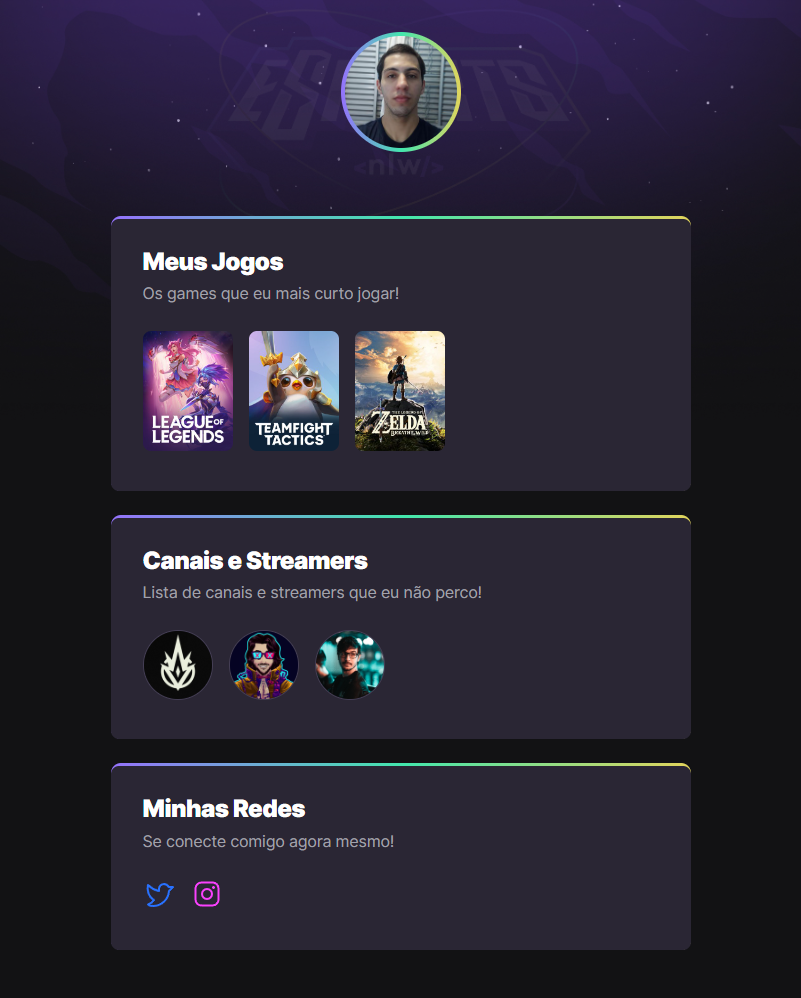 ESPORTS
<nlw/>
Meus Jogos
Os games que eu mais curto jogar!
LEAGUE OF
LEGENDS
TEAMFIGHT
TACTICS
THE LEGEND OF
ZELDA
BREATH OF THE WILD
Canais e Streamers
Lista de canais e streamers que eu não perco!
Minhas Redes
Se conecte comigo agora mesmo!